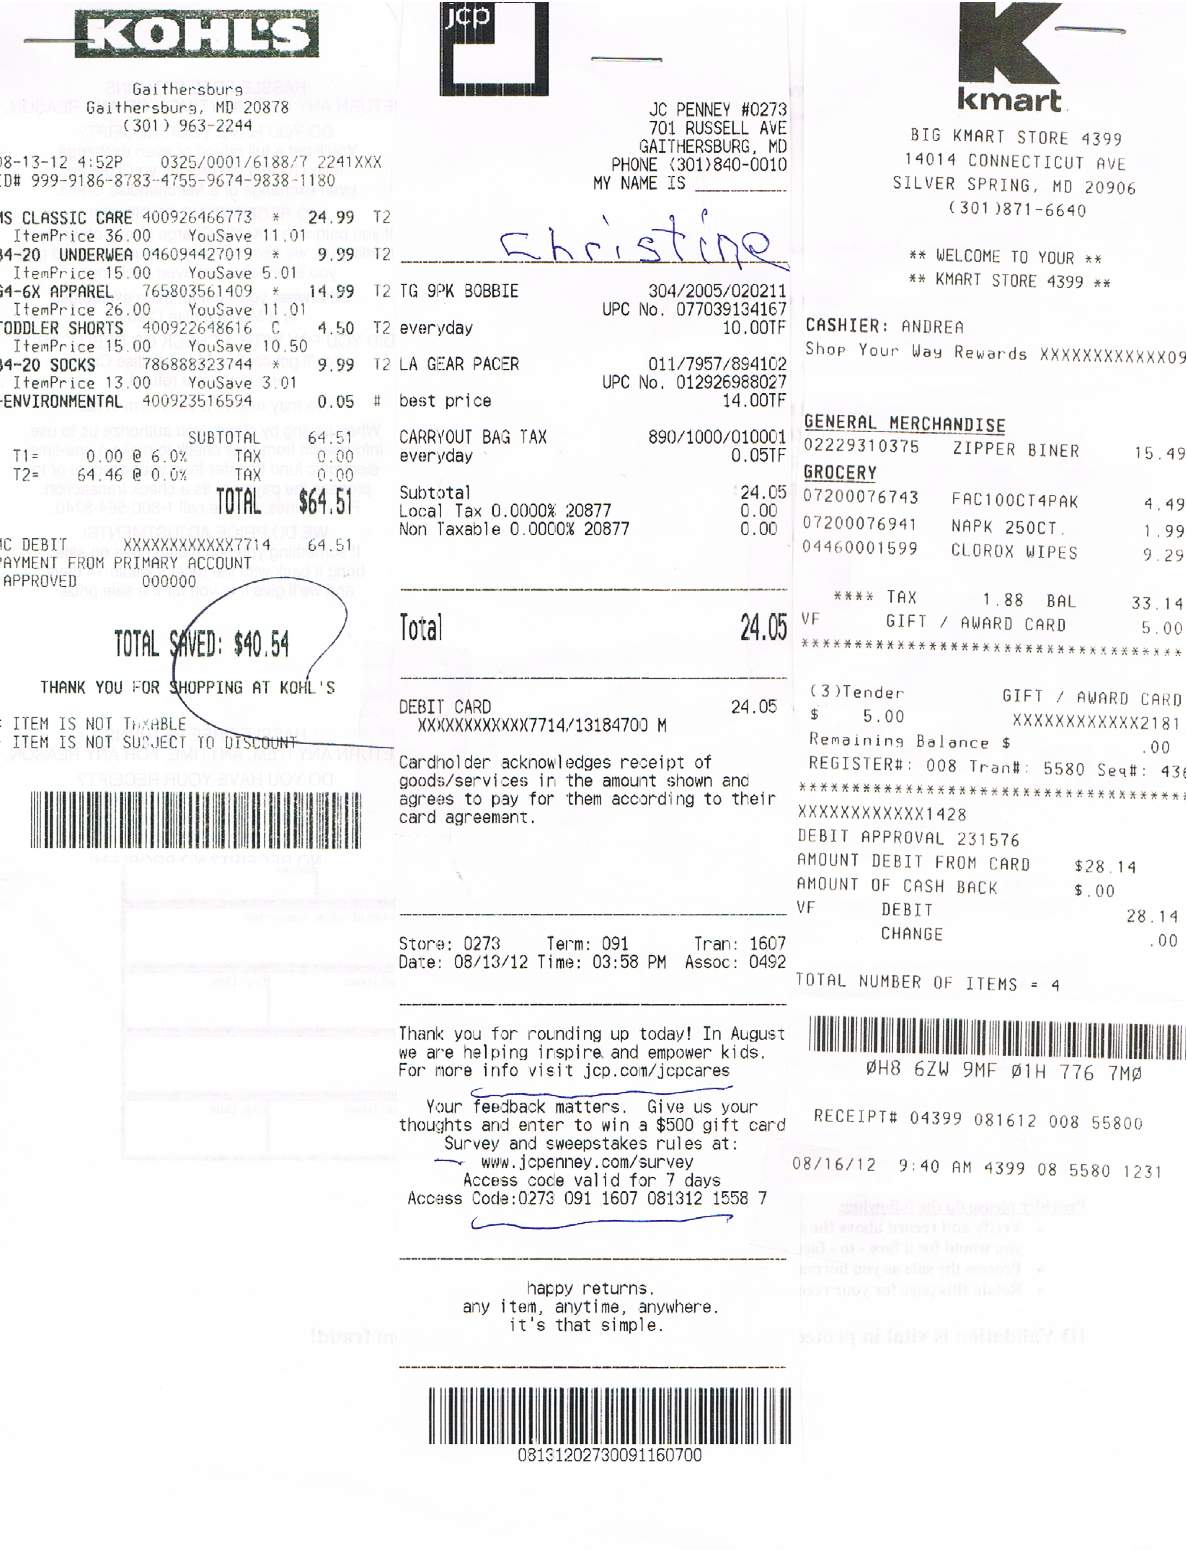 KOHL'S
Gaithersburg
Gaithersburg, MD 20878
(301) 963-2244
08-13-12 4:52P 0325/0001/6188/7 2241XXX
ID# 999-9186-8783-4755-9674-9838-1180
MS CLASSIC CARE 400926466773 * 24.99 T2
ItemPrice 36.00 YouSave 11.01
B4-20 UNDERWEA 046094427019 * 9.99 T2
ItemPrice 15.00 YouSave 5.01
G4-6X APPAREL 765803561409 * 14.99 T2
ItemPrice 26.00 YouSave 11.01
TODDLER SHORTS 400922648616 C 4.50 T2
ItemPrice 15.00 YouSave 10.50
B4-20 SOCKS 786888323744 * 9.99 T2
ItemPrice 13.00 YouSave 3.01
-ENVIRONMENTAL 400923516594 0.05 #
SUBTOTAL 64.51
T1= 0.00 @ 6.0% TAX 0.00
T2= 64.46 @ 0.0% TAX 0.00
TOTAL $64.51
MC DEBIT XXXXXXXXXXXX7714 64.51
PAYMENT FROM PRIMARY ACCOUNT
APPROVED 000000
TOTAL SAVED: $40.54
THANK YOU FOR SHOPPING AT KOHL'S
ITEM IS NOT TAXABLE
ITEM IS NOT SUBJECT TO DISCOUNT
jcp
JC PENNEY #0273
701 RUSSELL AVE
GAITHERSBURG, MD
PHONE (301)840-0010
MY NAME IS
Christine
TG 9PK BOBBIE 304/2005/020211
UPC No. 077039134167
everyday 10.00TF
LA GEAR PACER 011/7957/894102
UPC No. 012926988027
best price 14.00TF
CARRYOUT BAG TAX 890/1000/010001
everyday 0.05TF
Subtotal 24.05
Local Tax 0.0000% 20877 0.00
Non Taxable 0.0000% 20877 0.00
Total 24.05
DEBIT CARD 24.05
XXXXXXXXXXXX7714/13184700 M
Cardholder acknowledges receipt of
goods/services in the amount shown and
agrees to pay for them according to their
card agreement.
Store: 0273 Term: 091 Tran: 1607
Date: 08/13/12 Time: 03:58 PM Assoc: 0492
Thank you for rounding up today! In August
we are helping inspire and empower kids.
For more info visit jcp.com/jcpcares
Your feedback matters. Give us your
thoughts and enter to win a $500 gift card
Survey and sweepstakes rules at:
www.jcpenney.com/survey
Access code valid for 7 days
Access Code:0273 091 1607 081312 1558 7
happy returns.
any item, anytime, anywhere.
it's that simple.
08131202730091160700
K
kmart
BIG KMART STORE 4399
14014 CONNECTICUT AVE
SILVER SPRING, MD 20906
(301)871-6640
** WELCOME TO YOUR **
** KMART STORE 4399 **
CASHIER: ANDREA
Shop Your Way Rewards XXXXXXXXXXXX09
GENERAL MERCHANDISE
02229310375 ZIPPER BINER 15.49
GROCERY
07200076743 FAC100CT4PAK 4.49
07200076941 NAPK 250CT. 1.99
04460001599 CLOROX WIPES 9.29
**** TAX 1.88 BAL 33.14
VF GIFT / AWARD CARD 5.00
*************************************
(3)Tender GIFT / AWARD CARD
$ 5.00 XXXXXXXXXXXX2181
Remaining Balance $ .00
REGISTER#: 008 Tran#: 5580 Seq#: 436
*************************************
XXXXXXXXXXXX1428
DEBIT APPROVAL 231576
AMOUNT DEBIT FROM CARD $28.14
AMOUNT OF CASH BACK $.00
VF DEBIT 28.14
CHANGE .00
TOTAL NUMBER OF ITEMS = 4
ØH8 6ZW 9MF Ø1H 776 7MØ
RECEIPT# 04399 081612 008 55800
08/16/12 9:40 AM 4399 08 5580 1231